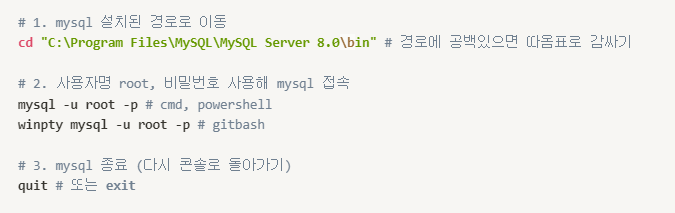 # 1. mysql 설치된 경로로 이동
cd "C:\Program Files\MySQL\MySQL Server 8.0\bin" # 경로에 공백있으면 따옴표로 감싸기
# 2. 사용자명 root, 비밀번호 사용해 mysql 접속
mysql -u root -p # cmd, powershell
winpty mysql -u root -p # gitbash
# 3. mysql 종료 (다시 콘솔로 돌아가기)
quit # 또는 exit